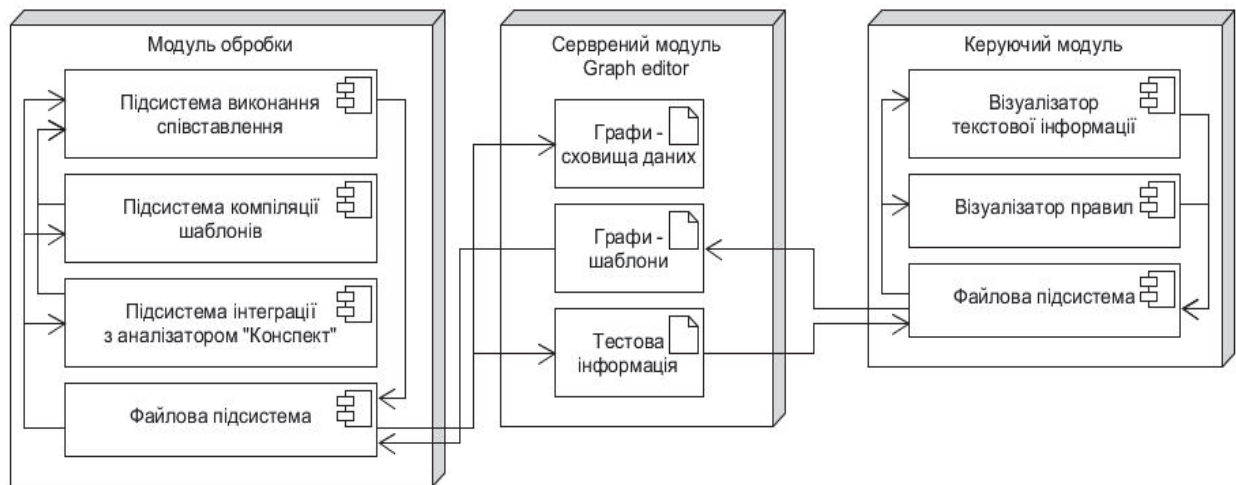 Модуль обробки
Підсистема виконання
співставлення
Підсистема компіляції
шаблонів
Підсистема інтеграції
з аналізатором "Конспект"
Файлова підсистема
Серврений модуль
Graph editor
Графи -
сховища даних
Графи -
шаблони
Тестова
інформація
Керуючий модуль
Візуалізатор
текстової інформації
Візуалізатор правил
Файлова підсистема